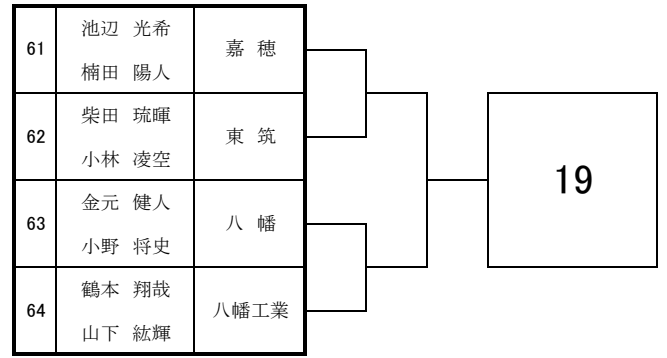 61
池辺 光希
楠田 陽人
嘉 穂
62
柴田 琉暉
小林 凌空
東 筑
63
金元 健人
小野 将史
八 幡
64
鶴本 翔哉
山下 紘輝
八幡工業
19